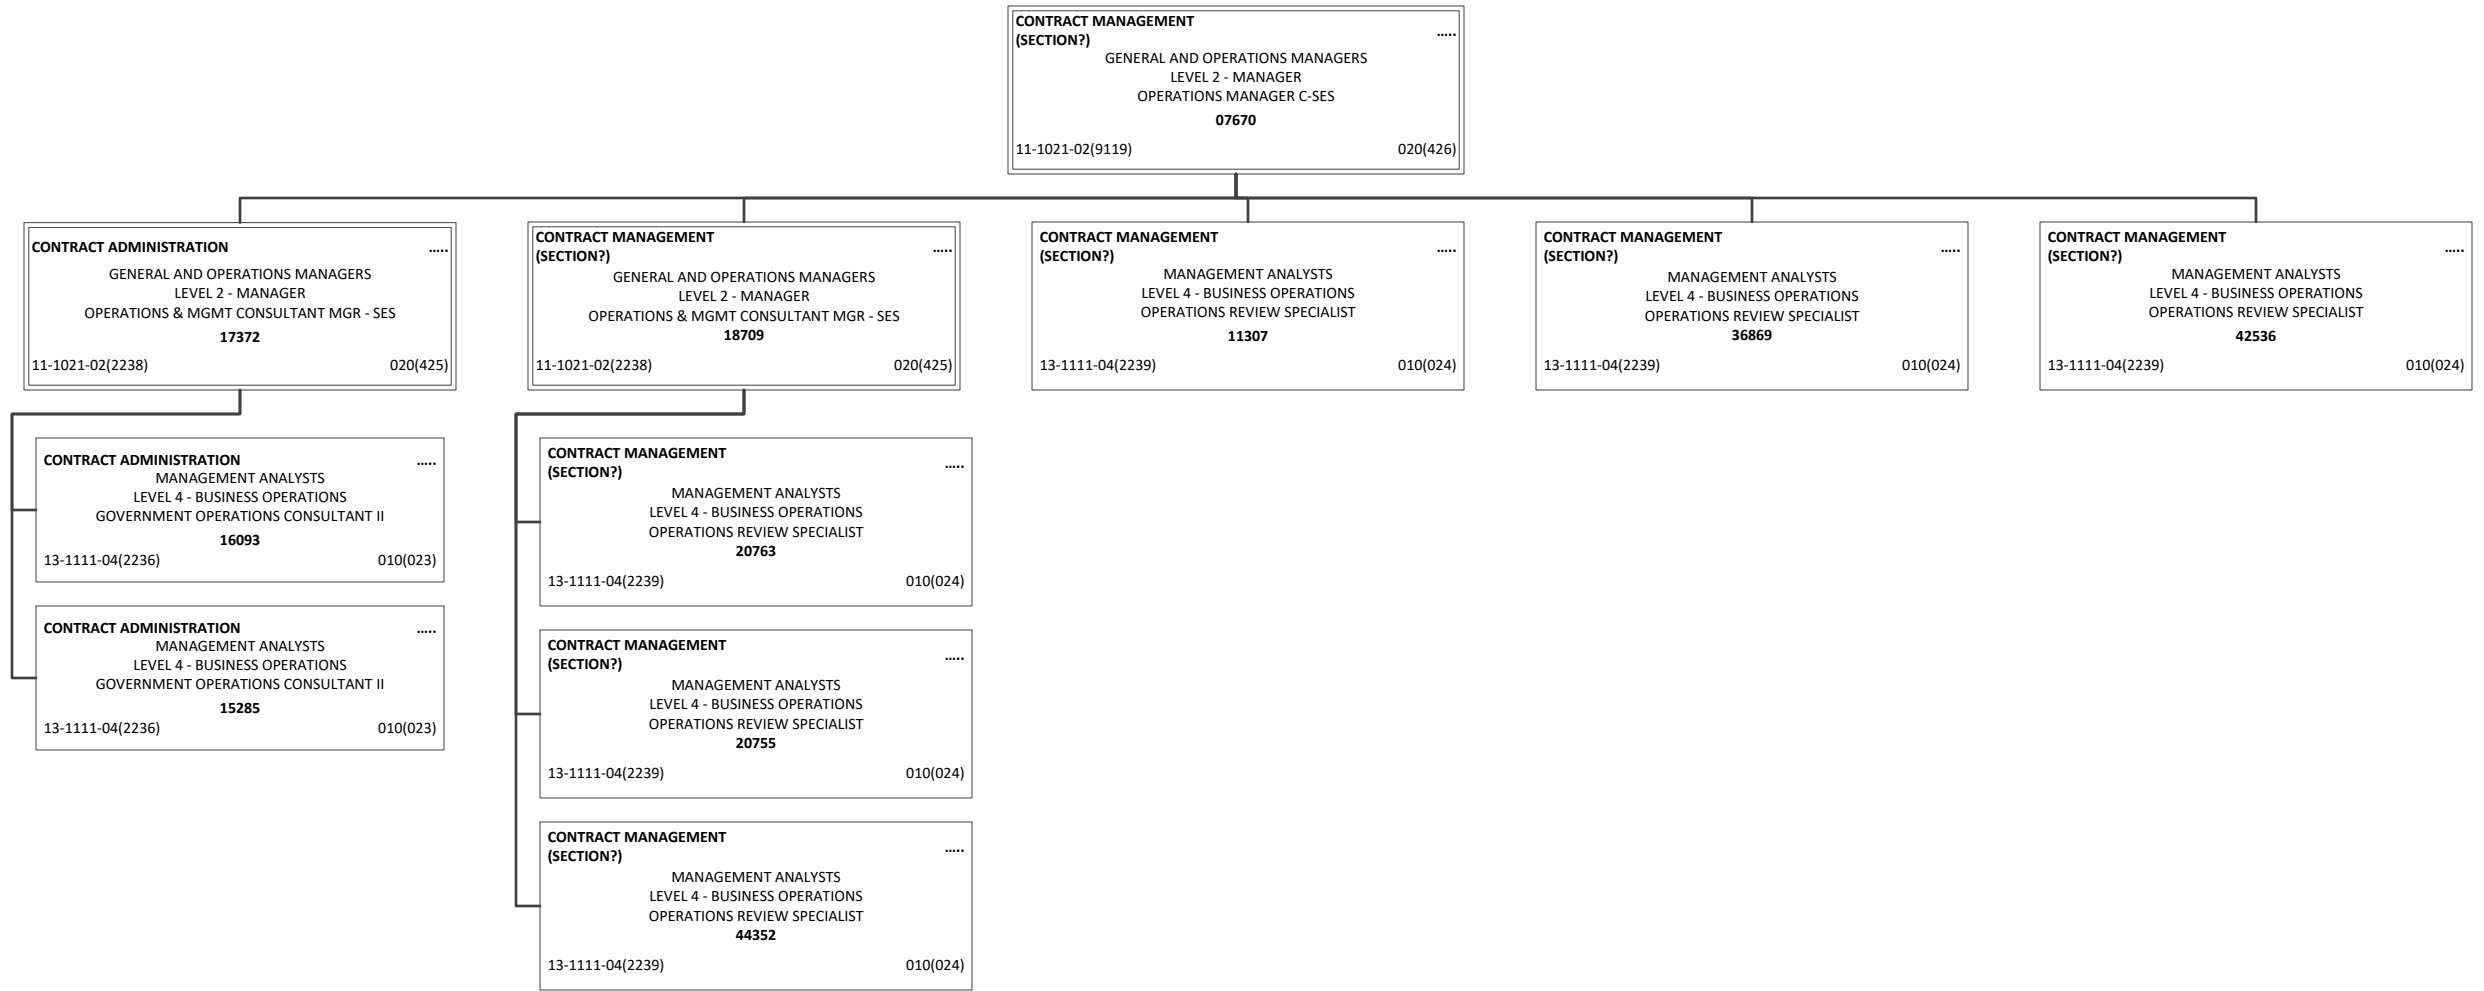 CONTRACT MANAGEMENT
(SECTION?) .....
GENERAL AND OPERATIONS MANAGERS
LEVEL 2 - MANAGER
OPERATIONS MANAGER C-SES
07670
11-1021-02(9119) 020(426)
CONTRACT ADMINISTRATION .....
GENERAL AND OPERATIONS MANAGERS
LEVEL 2 - MANAGER
OPERATIONS & MGMT CONSULTANT MGR - SES
17372
11-1021-02(2238) 020(425)
CONTRACT MANAGEMENT
(SECTION?) .....
GENERAL AND OPERATIONS MANAGERS
LEVEL 2 - MANAGER
OPERATIONS & MGMT CONSULTANT MGR - SES
18709
11-1021-02(2238) 020(425)
CONTRACT MANAGEMENT
(SECTION?) .....
MANAGEMENT ANALYSTS
LEVEL 4 - BUSINESS OPERATIONS
OPERATIONS REVIEW SPECIALIST
11307
13-1111-04(2239) 010(024)
CONTRACT MANAGEMENT
(SECTION?) .....
MANAGEMENT ANALYSTS
LEVEL 4 - BUSINESS OPERATIONS
OPERATIONS REVIEW SPECIALIST
36869
13-1111-04(2239) 010(024)
CONTRACT MANAGEMENT
(SECTION?) .....
MANAGEMENT ANALYSTS
LEVEL 4 - BUSINESS OPERATIONS
OPERATIONS REVIEW SPECIALIST
42536
13-1111-04(2239) 010(024)
CONTRACT ADMINISTRATION .....
MANAGEMENT ANALYSTS
LEVEL 4 - BUSINESS OPERATIONS
GOVERNMENT OPERATIONS CONSULTANT II
16093
13-1111-04(2236) 010(023)
CONTRACT ADMINISTRATION .....
MANAGEMENT ANALYSTS
LEVEL 4 - BUSINESS OPERATIONS
GOVERNMENT OPERATIONS CONSULTANT II
15285
13-1111-04(2236) 010(023)
CONTRACT MANAGEMENT
(SECTION?) .....
MANAGEMENT ANALYSTS
LEVEL 4 - BUSINESS OPERATIONS
OPERATIONS REVIEW SPECIALIST
20763
13-1111-04(2239) 010(024)
CONTRACT MANAGEMENT
(SECTION?) .....
MANAGEMENT ANALYSTS
LEVEL 4 - BUSINESS OPERATIONS
OPERATIONS REVIEW SPECIALIST
20755
13-1111-04(2239) 010(024)
CONTRACT MANAGEMENT
(SECTION?) .....
MANAGEMENT ANALYSTS
LEVEL 4 - BUSINESS OPERATIONS
OPERATIONS REVIEW SPECIALIST
44352
13-1111-04(2239) 010(024)